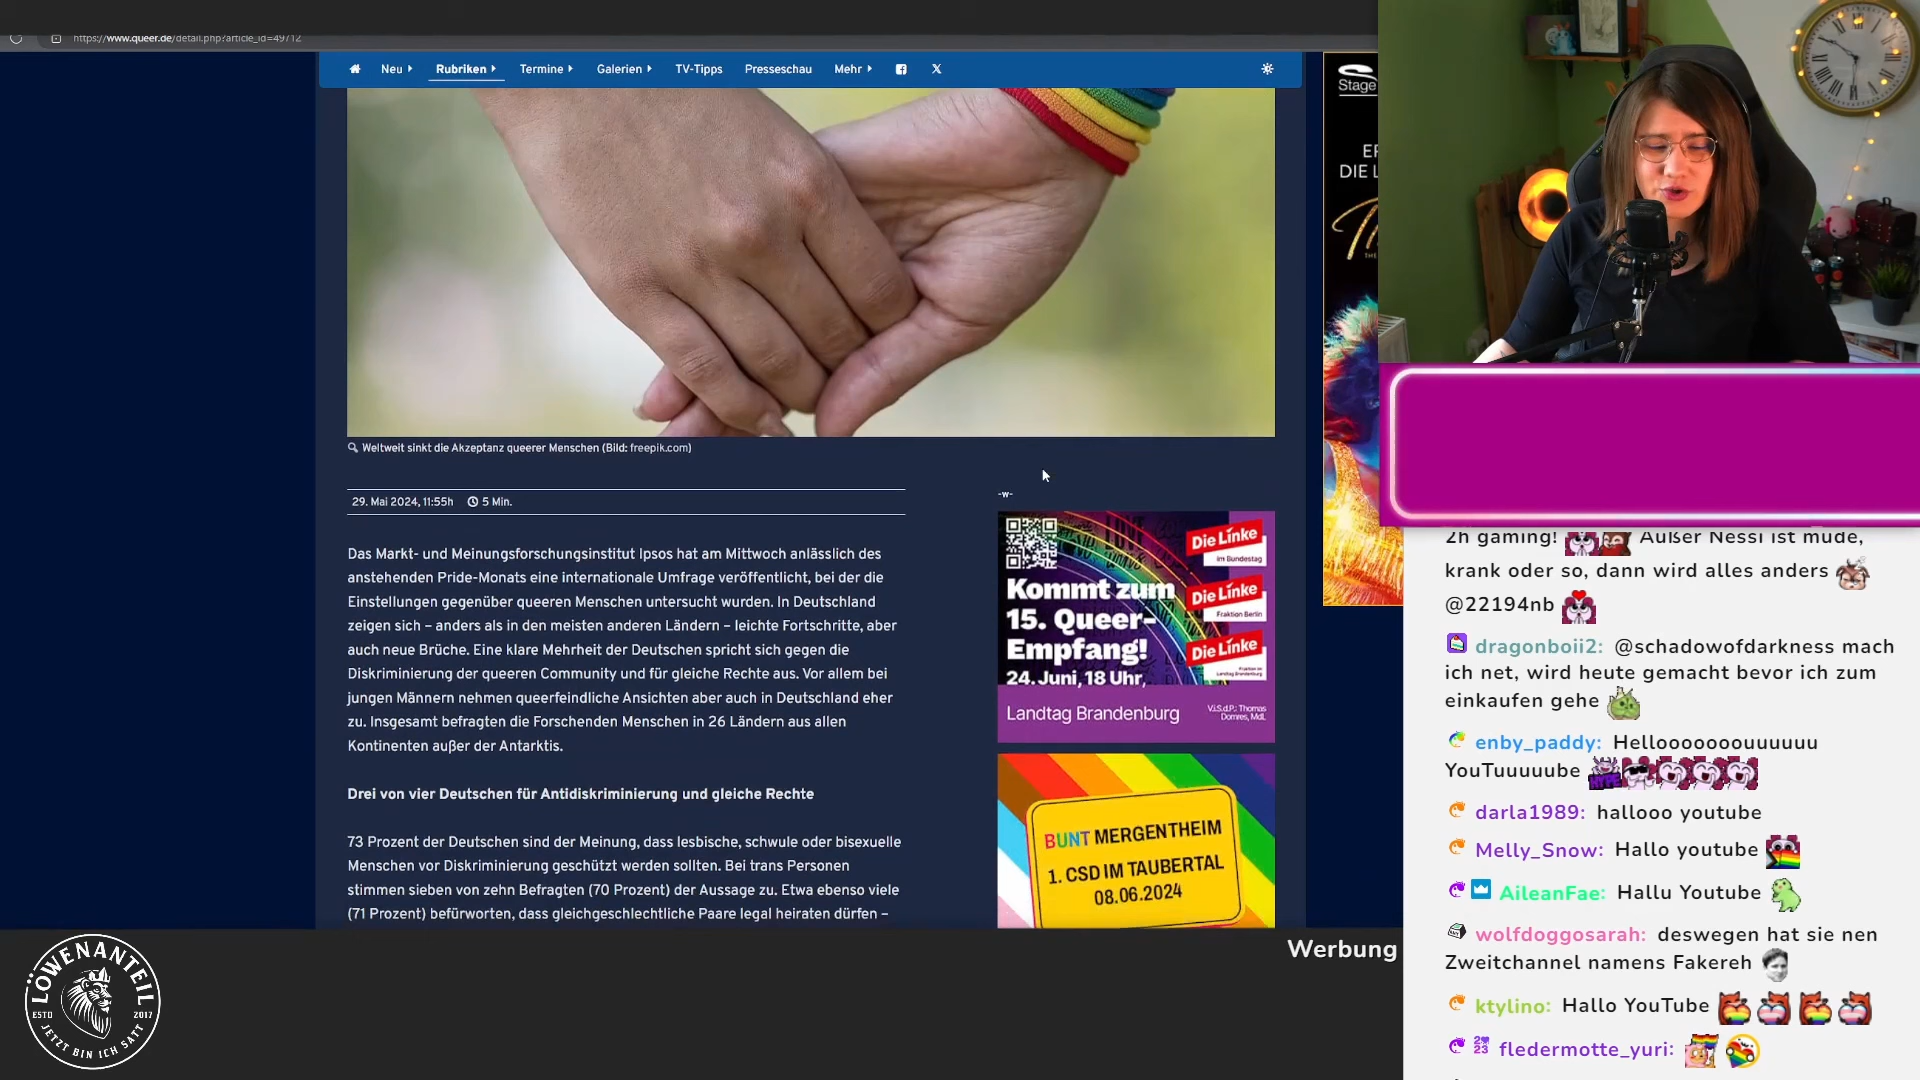 https://www.queer.de/detail.php?article_id=49712
Neu
Rubriken
Termine
Galerien
TV-Tipps
Presseschau
Mehr
Stage
Weltweit sinkt die Akzeptanz queerer Menschen (Bild: freepik.com)
29. Mai 2024, 11:55h 5 Min.
Das Markt- und Meinungsforschungsinstitut Ipsos hat am Mittwoch anlässlich des
anstehenden Pride-Monats eine internationale Umfrage veröffentlicht, bei der die
Einstellungen gegenüber queeren Menschen untersucht wurden. In Deutschland
zeigen sich – anders als in den meisten anderen Ländern – leichte Fortschritte, aber
auch neue Brüche. Eine klare Mehrheit der Deutschen spricht sich gegen die
Diskriminierung der queeren Community und für gleiche Rechte aus. Vor allem bei
jungen Männern nehmen queerfeindliche Ansichten aber auch in Deutschland eher
zu. Insgesamt befragten die Forschenden Menschen in 26 Ländern aus allen
Kontinenten außer der Antarktis.
Drei von vier Deutschen für Antidiskriminierung und gleiche Rechte
73 Prozent der Deutschen sind der Meinung, dass lesbische, schwule oder bisexuelle
Menschen vor Diskriminierung geschützt werden sollten. Bei trans Personen
stimmen sieben von zehn Befragten (70 Prozent) der Aussage zu. Etwa ebenso viele
(71 Prozent) befürworten, dass gleichgeschlechtliche Paare legal heiraten dürfen –
-w-
Die Linke
im Bundestag
Die Linke
Fraktion Berlin
Die Linke
Kommt zum
15. Queer-
Empfang!
24. Juni, 18 Uhr,
Landtag Brandenburg
V.i.S.d.P.: Thomas
Domres, MdL
BUNT MERGENTHEIM
1. CSD IM TAUBERTAL
08.06.2024
Werbung
LÖWENANTEIL
ESTD 2017
JETZT BIN ICH SATT
2h gaming! Außer Nessi ist müde,
krank oder so, dann wird alles anders
@22194nb
dragonboii2: @schadowofdarkness mach
ich net, wird heute gemacht bevor ich zum
einkaufen gehe
enby_paddy: Helloooooouuuuuu
YouTuuuuube
HYPE
darla1989: hallooo youtube
Melly_Snow: Hallo youtube
AileanFae: Hallu Youtube
wolfdoggosarah: deswegen hat sie nen
Zweitchannel namens Fakereh
ktylino: Hallo YouTube
fledermotte_yuri: